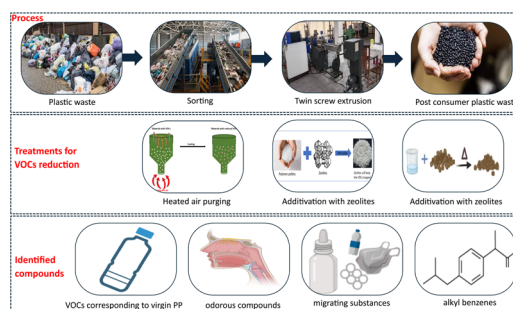 Process
Plastic waste
Sorting
Twin screw extrusion
Post consumer plastic wast
Treatments for
VOCs reduction
Heated air purging
Additivation with zeolites
Additivation with zeolites
Identified
compounds
VOCs corresponding to virgin PP
odorous compounds
migrating substances
alkyl benzenes